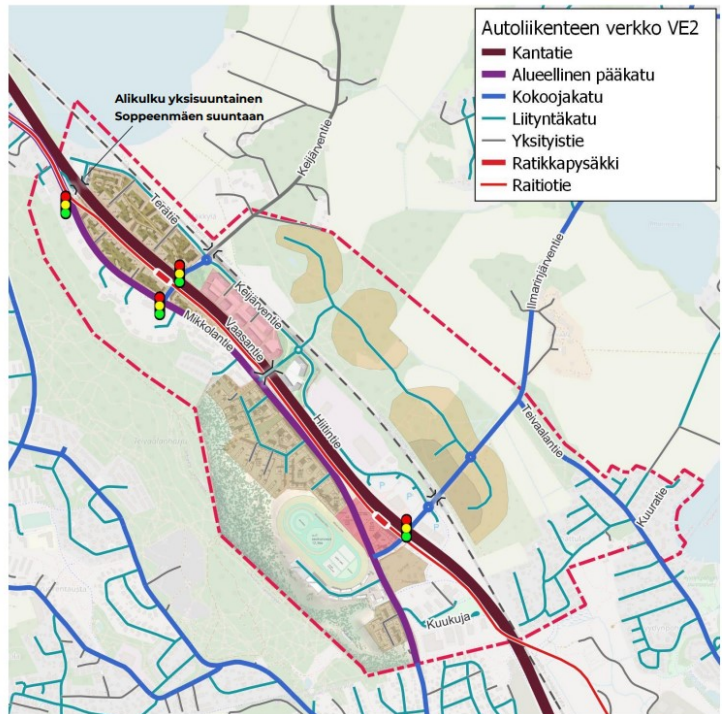 Autoliikenteen verkko VE2
Kantatie
Alueellinen pääkatu
Kokoojakatu
Liityntäkatu
Yksityistie
Ratikkapysäkki
Raitiotie
Alikulku yksisuuntainen
Soppeenmäen suuntaan
Keijärventie
Terätie
Keijärventie
Ilmarinjärventie
Mikkolantie
Vaasantie
Hiitintie
Teivaalantie
Kuuratie
Kuukuja
P
P
P